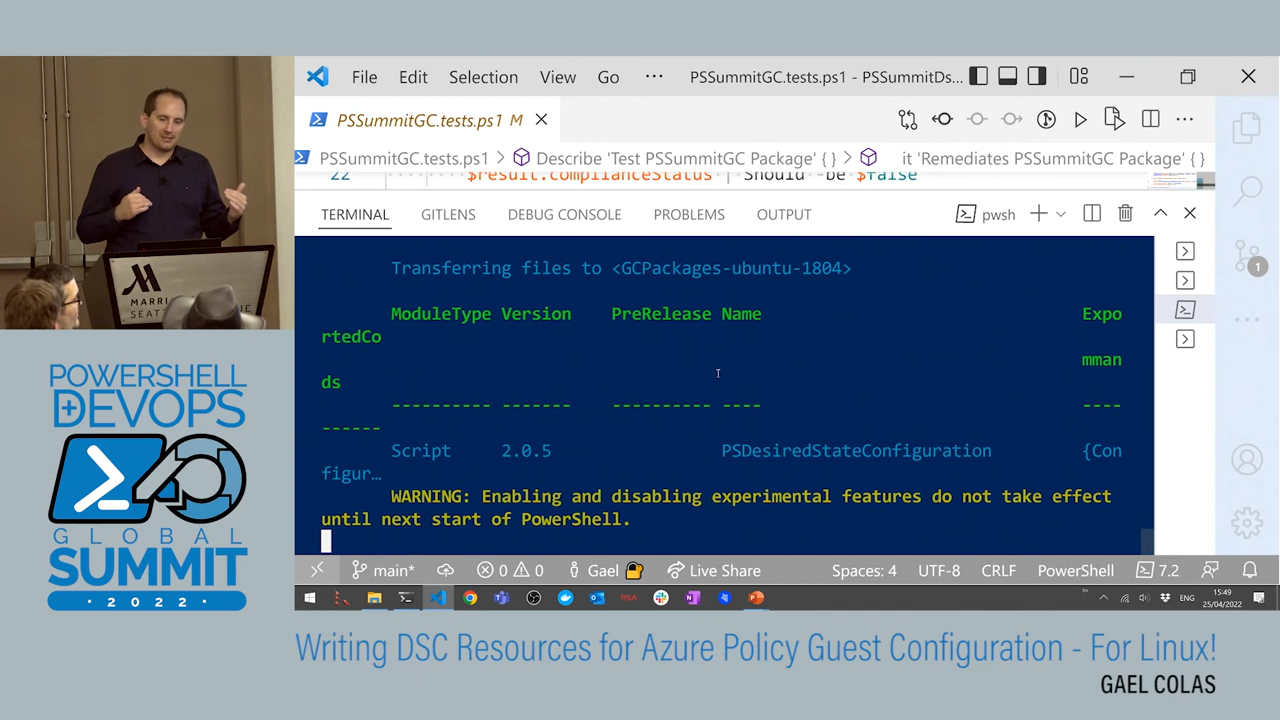 File Edit Selection View Go ··· PSSummitGC.tests.ps1 - PSSummitDs...
PSSummitGC.tests.ps1 M
PSSummitGC.tests.ps1 > Describe 'Test PSSummitGC Package' { } > it 'Remediates PSSummitGC Package' { }
22 $result.complianceStatus | Should -be $false
TERMINAL GITLENS DEBUG CONSOLE PROBLEMS OUTPUT pwsh
Transferring files to <GCPackages-ubuntu-1804>
ModuleType Version PreRelease Name Expo
rtedCo
mman
ds
---------- ------- ---------- ---- ----
------
Script 2.0.5 PSDesiredStateConfiguration {Con
figur…
WARNING: Enabling and disabling experimental features do not take effect
until next start of PowerShell.
main* 0 0 Gael Live Share Spaces: 4 UTF-8 CRLF PowerShell 7.2
1
RSA
ENG
15:49
25/04/2022
MARRI
SEATT
POWERSHELL
+DEVOPS
GLOBAL
SUMMIT
· 2022 ·
Writing DSC Resources for Azure Policy Guest Configuration - For Linux!
GAEL COLAS